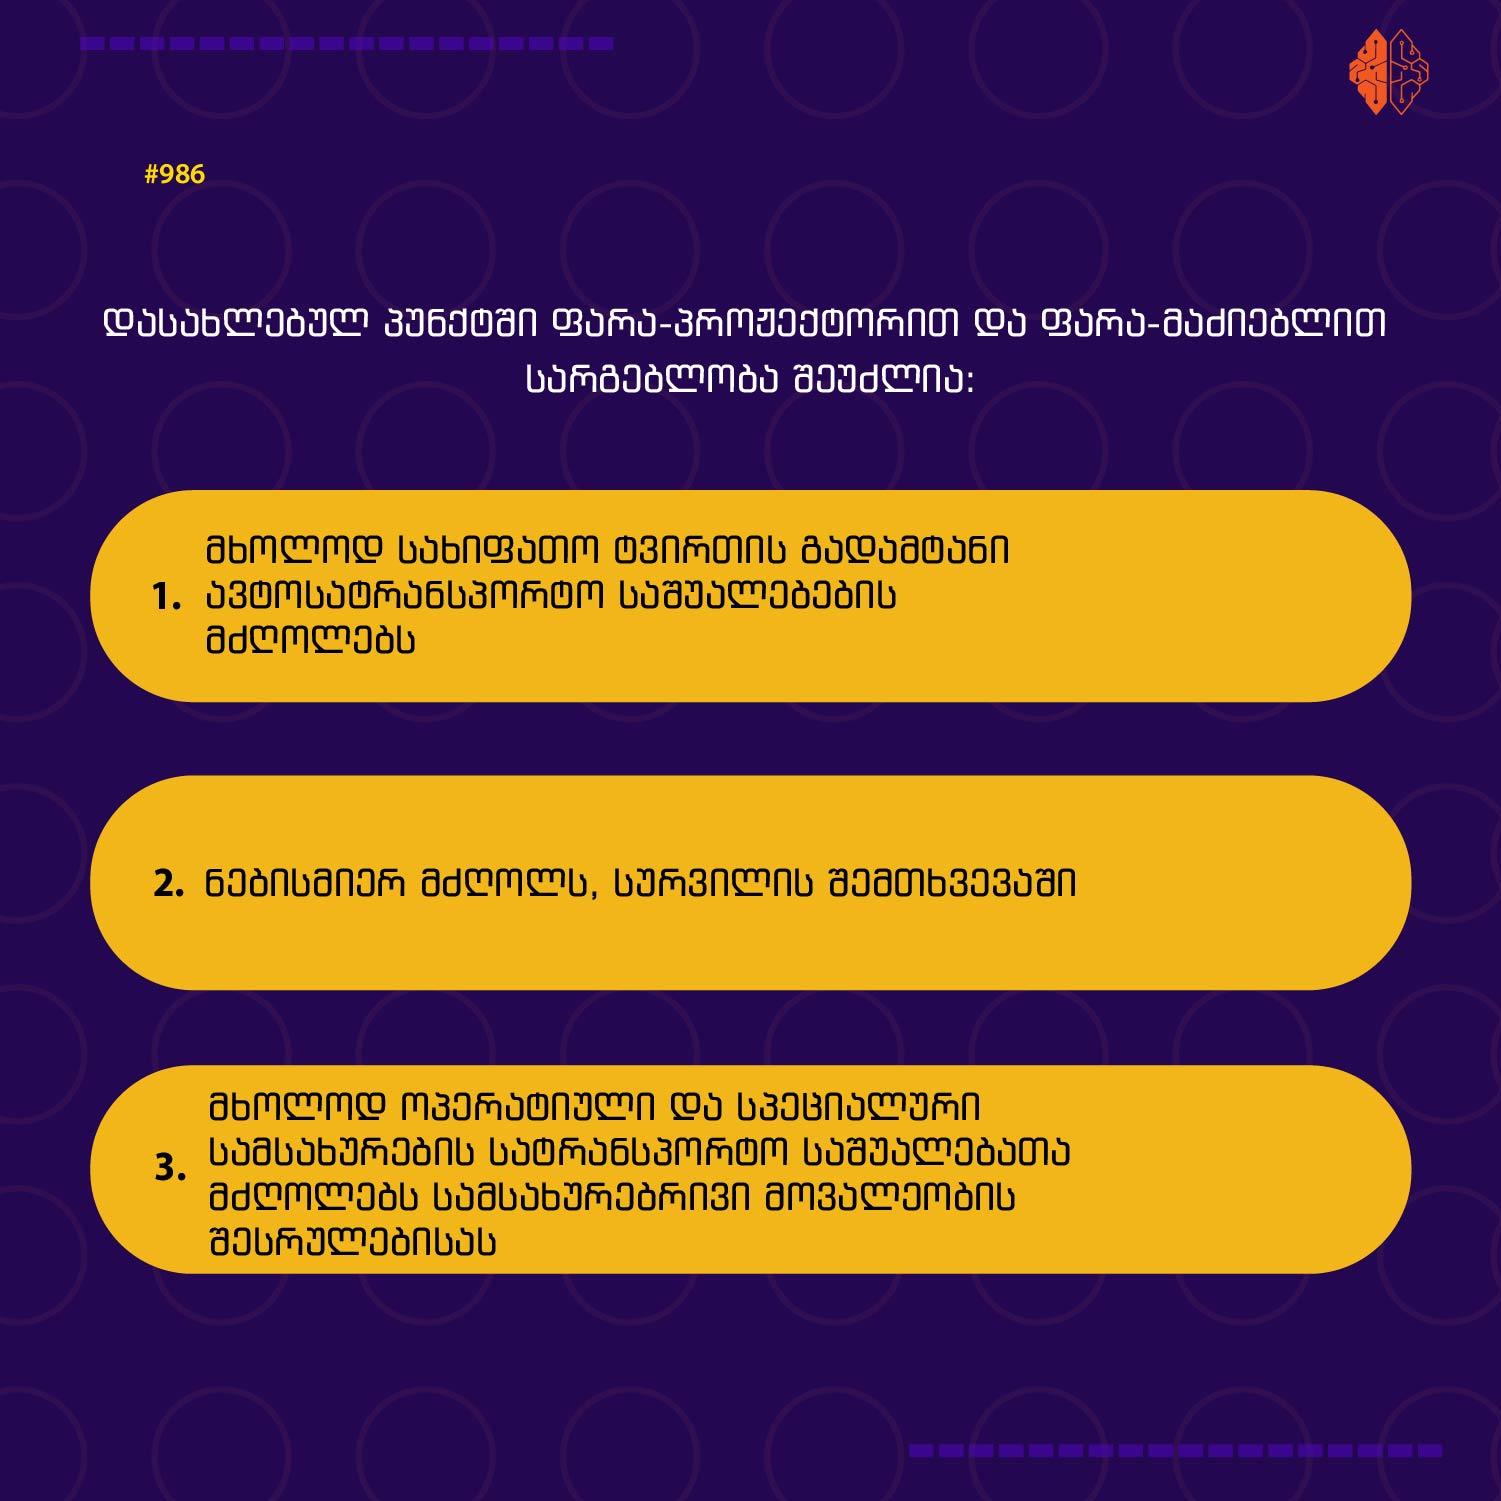 #986
დასახლებულ პუნქტში ფარა-პროჟექტორით და ფარა-მაძიებლით
სარგებლობა შეუძლია:
მხოლოდ სახიფათო ტვირთის გადამტანი
1. ავტოსატრანსპორტო საშუალებების
მძღოლებს
2. ნებისმიერ მძღოლს, სურვილის შემთხვევაში
მხოლოდ ოპერატიული და სპეციალური
სამსახურების სატრანსპორტო საშუალებათა
3. მძღოლებს სამსახურებრივი მოვალეობის
შესრულებისას